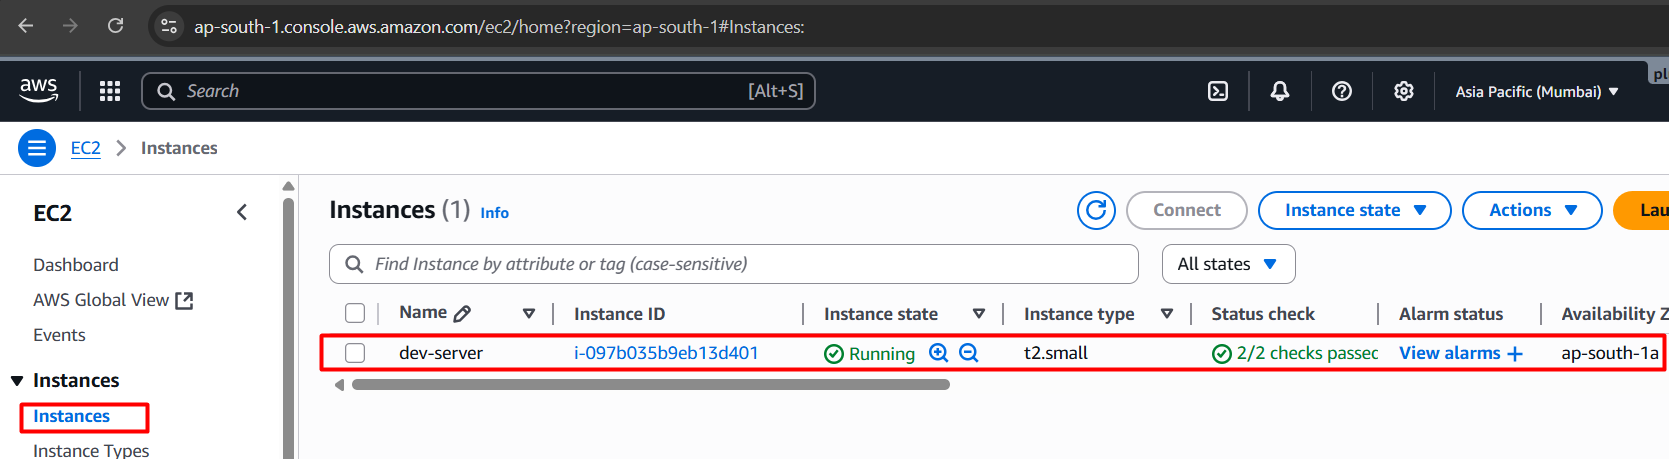 ap-south-1.console.aws.amazon.com/ec2/home?region=ap-south-1#Instances:
pl
aws Search [Alt+S] Asia Pacific (Mumbai)
EC2 Instances
EC2
Dashboard
AWS Global View
Events
Instances
Instances
Instance Types
Instances (1) Info Connect Instance state Actions Lau
Find Instance by attribute or tag (case-sensitive) All states
Name Instance ID Instance state Instance type Status check Alarm status Availability Z
dev-server i-097b035b9eb13d401 Running t2.small 2/2 checks passec View alarms + ap-south-1a